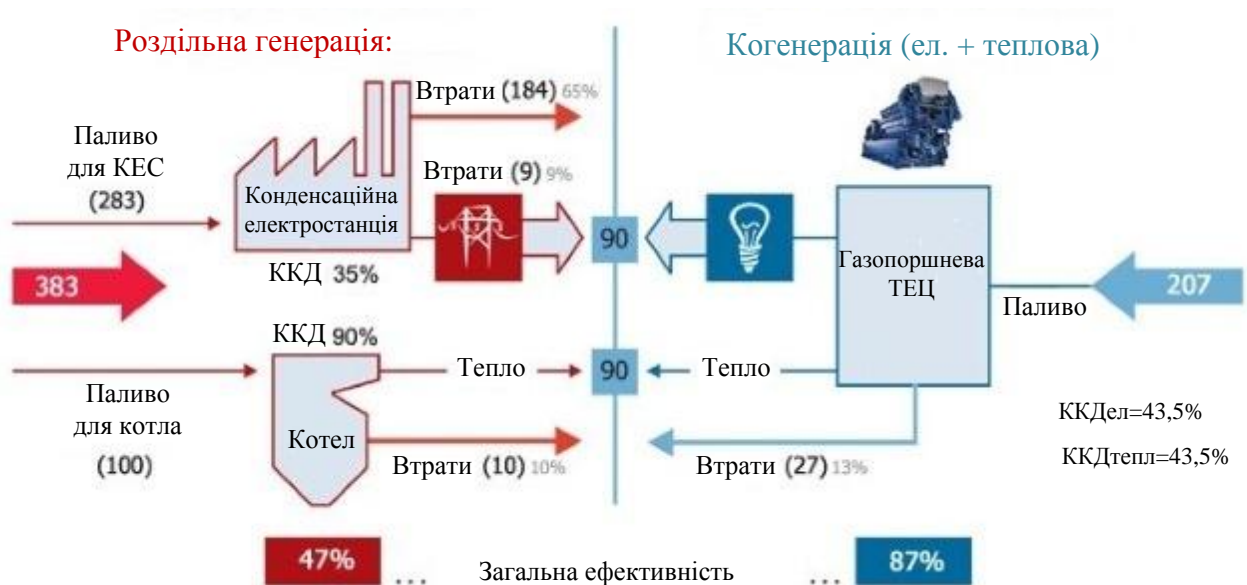 Роздільна генерація:
Когенерація (ел. + теплова)
Втрати (184) 65%
Паливо
для КЕС
(283)
Втрати (9) 9%
Конденсаційна
електростанція
90
ККД 35%
383
Газопоршнева
ТЕЦ
Паливо
207
ККД 90%
Тепло
90
Тепло
Паливо
для котла
(100)
Котел
Втрати (10) 10%
Втрати (27) 13%
ККДел=43,5%
ККДтепл=43,5%
47%
...
Загальна ефективність
...
87%